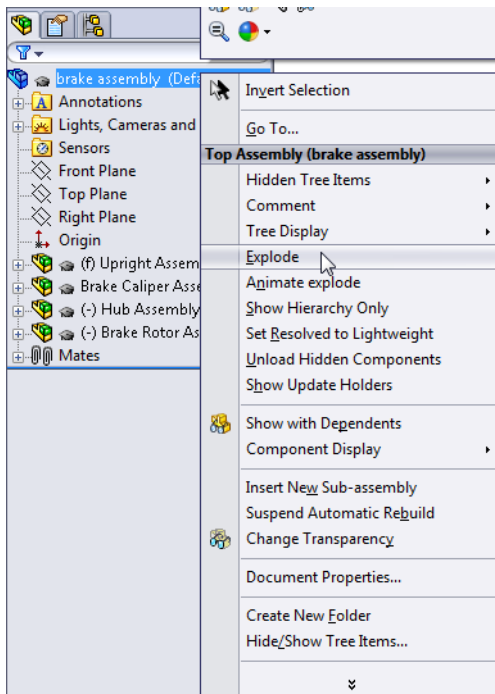 brake assembly (Defa
Annotations
Lights, Cameras and
Sensors
Front Plane
Top Plane
Right Plane
Origin
(f) Upright Assem
Brake Caliper Asse
(-) Hub Assembly
(-) Brake Rotor As
Mates
Invert Selection
Go To...
Top Assembly (brake assembly)
Hidden Tree Items
Comment
Tree Display
Explode
Animate explode
Show Hierarchy Only
Set Resolved to Lightweight
Unload Hidden Components
Show Update Holders
Show with Dependents
Component Display
Insert New Sub-assembly
Suspend Automatic Rebuild
Change Transparency
Document Properties...
Create New Folder
Hide/Show Tree Items...